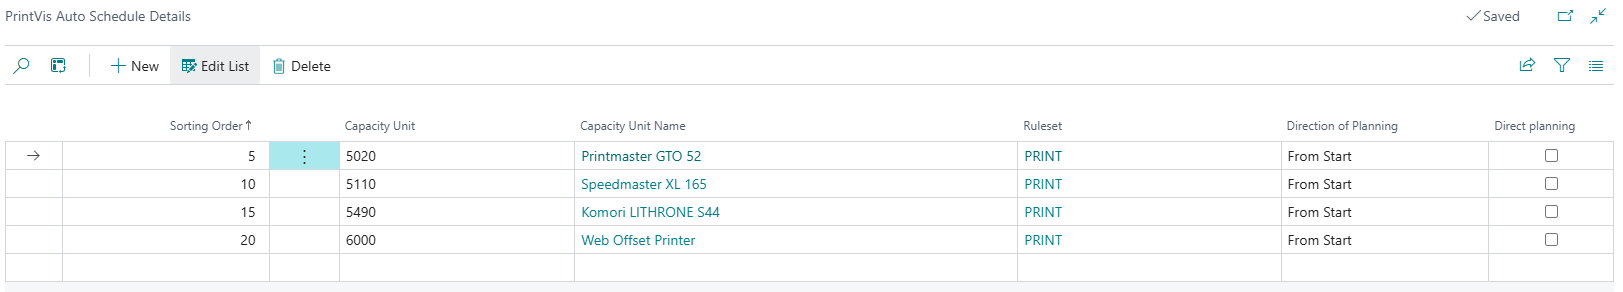 PrintVis Auto Schedule Details
Saved
New Edit List Delete
Sorting Order↑ Capacity Unit Capacity Unit Name Ruleset Direction of Planning Direct planning
5 5020 Printmaster GTO 52 PRINT From Start
10 5110 Speedmaster XL 165 PRINT From Start
15 5490 Komori LITHRONE S44 PRINT From Start
20 6000 Web Offset Printer PRINT From Start